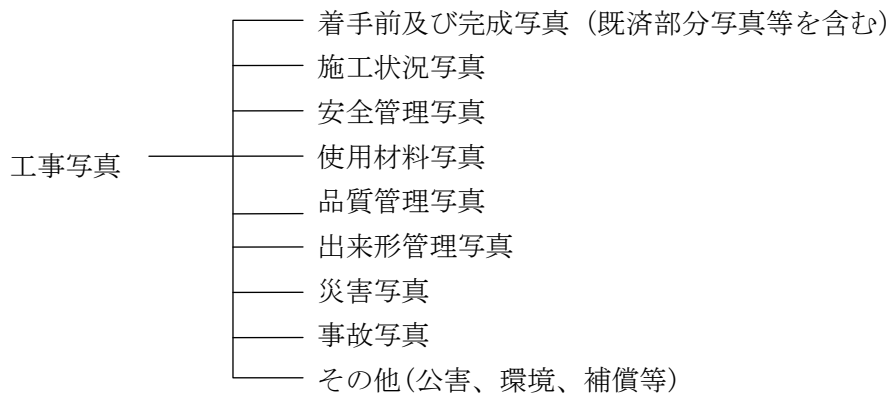 工事写真
着手前及び完成写真（既済部分写真等を含む）
施工状況写真
安全管理写真
使用材料写真
品質管理写真
出来形管理写真
災害写真
事故写真
その他(公害、環境、補償等)